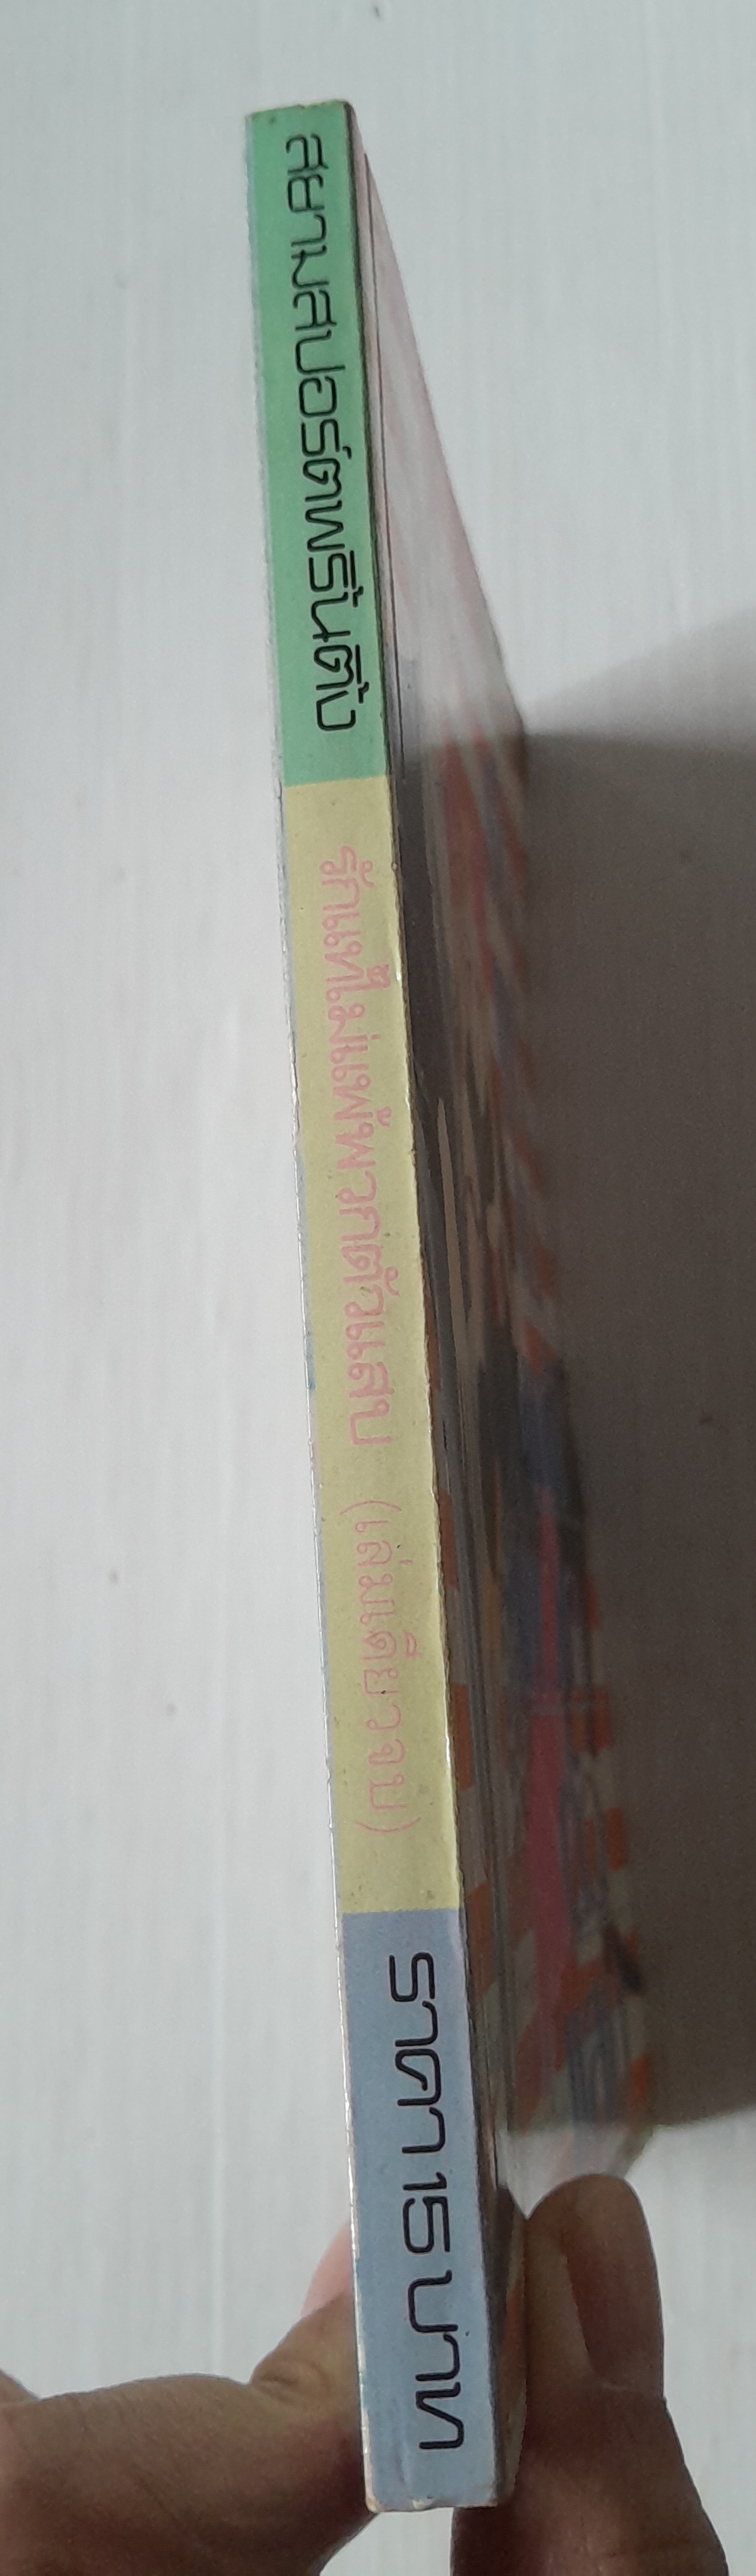 สยามสปอร์ตพริ้นติ้ง
รักแท้ไม่แพ้พวกตัวแสบ (เล่มเดียวจบ)
ราคา 15 บาท